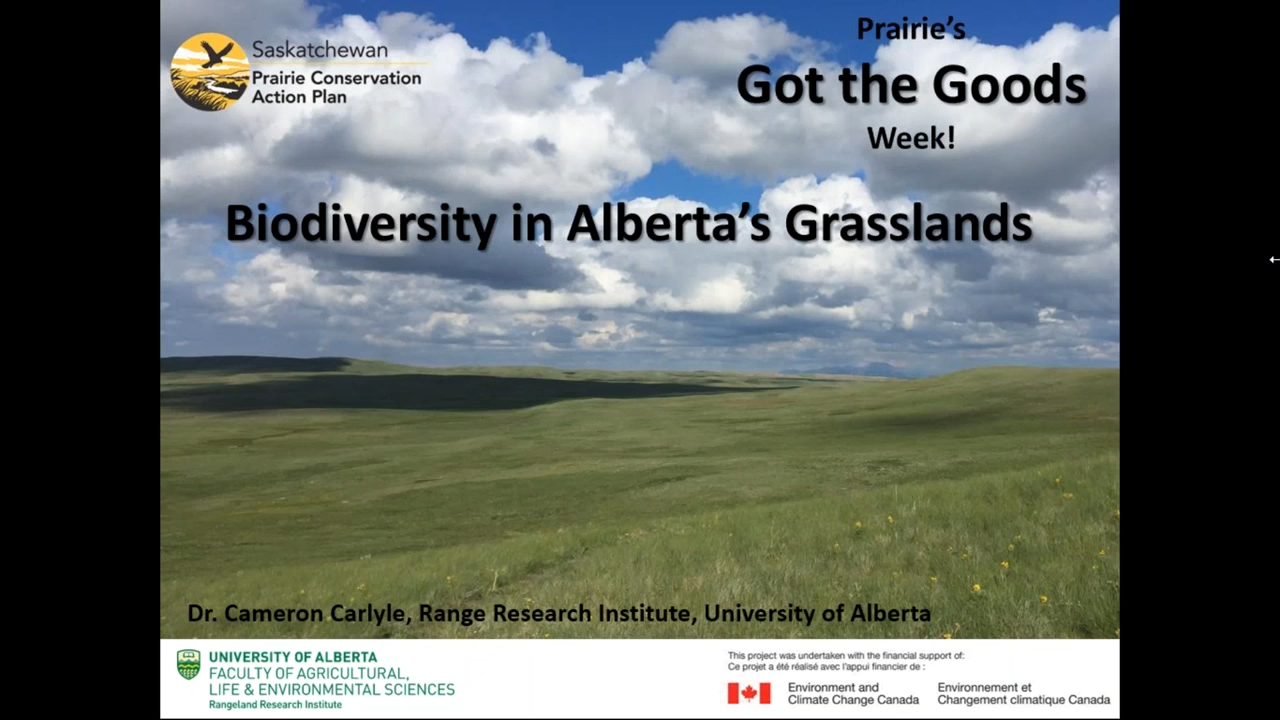 Saskatchewan
Prairie Conservation
Action Plan
Prairie's
Got the Goods
Week!
Biodiversity in Alberta's Grasslands
Dr. Cameron Carlyle, Range Research Institute, University of Alberta
UNIVERSITY OF ALBERTA
FACULTY OF AGRICULTURAL,
LIFE & ENVIRONMENTAL SCIENCES
Rangeland Research Institute
This project was undertaken with the financial support of:
Ce projet a été réalisé avec l'appui financier de :
Environment and
Climate Change Canada
Environnement et
Changement climatique Canada